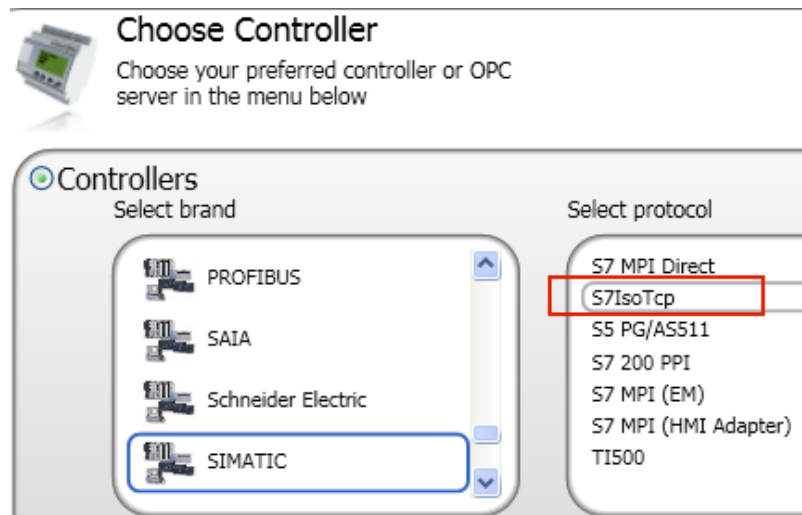 Choose Controller
Choose your preferred controller or OPC
server in the menu below
Controllers
Select brand
PROFIBUS
SAIA
Schneider Electric
SIMATIC
Select protocol
S7 MPI Direct
S7IsoTcp
S5 PG/AS511
S7 200 PPI
S7 MPI (EM)
S7 MPI (HMI Adapter)
TI500